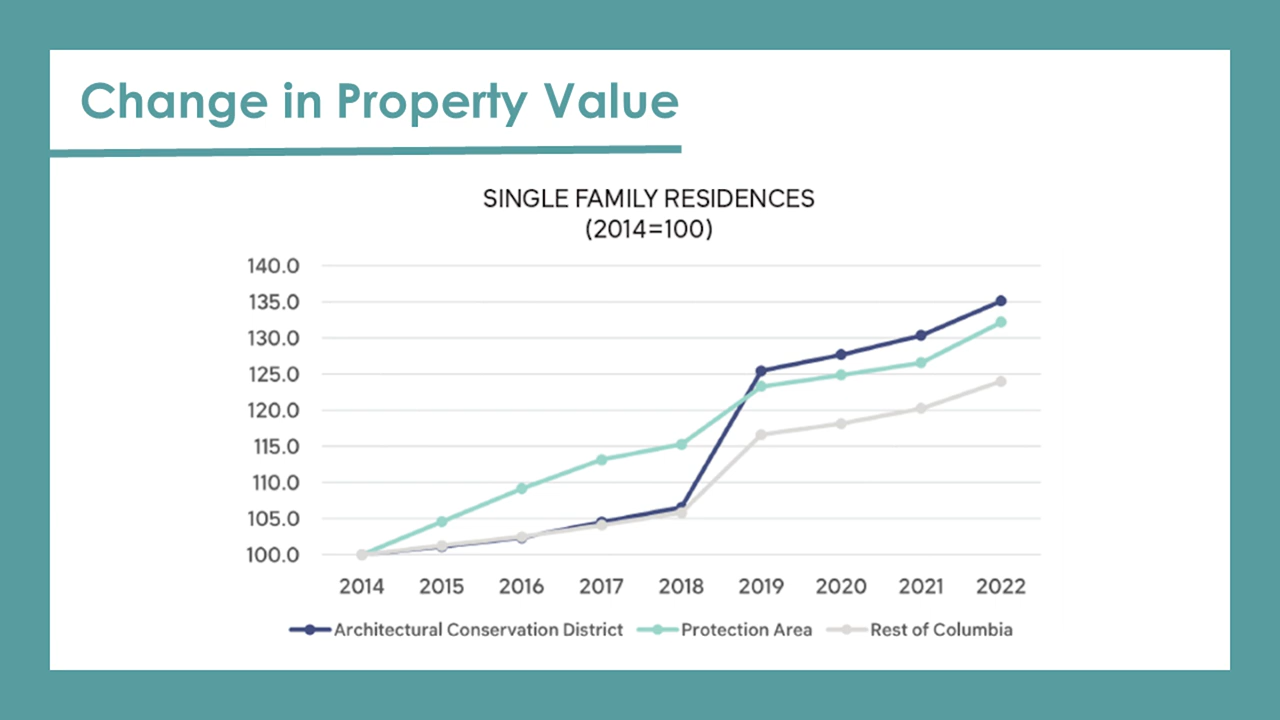 Change in Property Value
SINGLE FAMILY RESIDENCES
(2014=100)
140.0
135.0
130.0
125.0
120.0
115.0
110.0
105.0
100.0
2014 2015 2016 2017 2018 2019 2020 2021 2022
Architectural Conservation District Protection Area Rest of Columbia